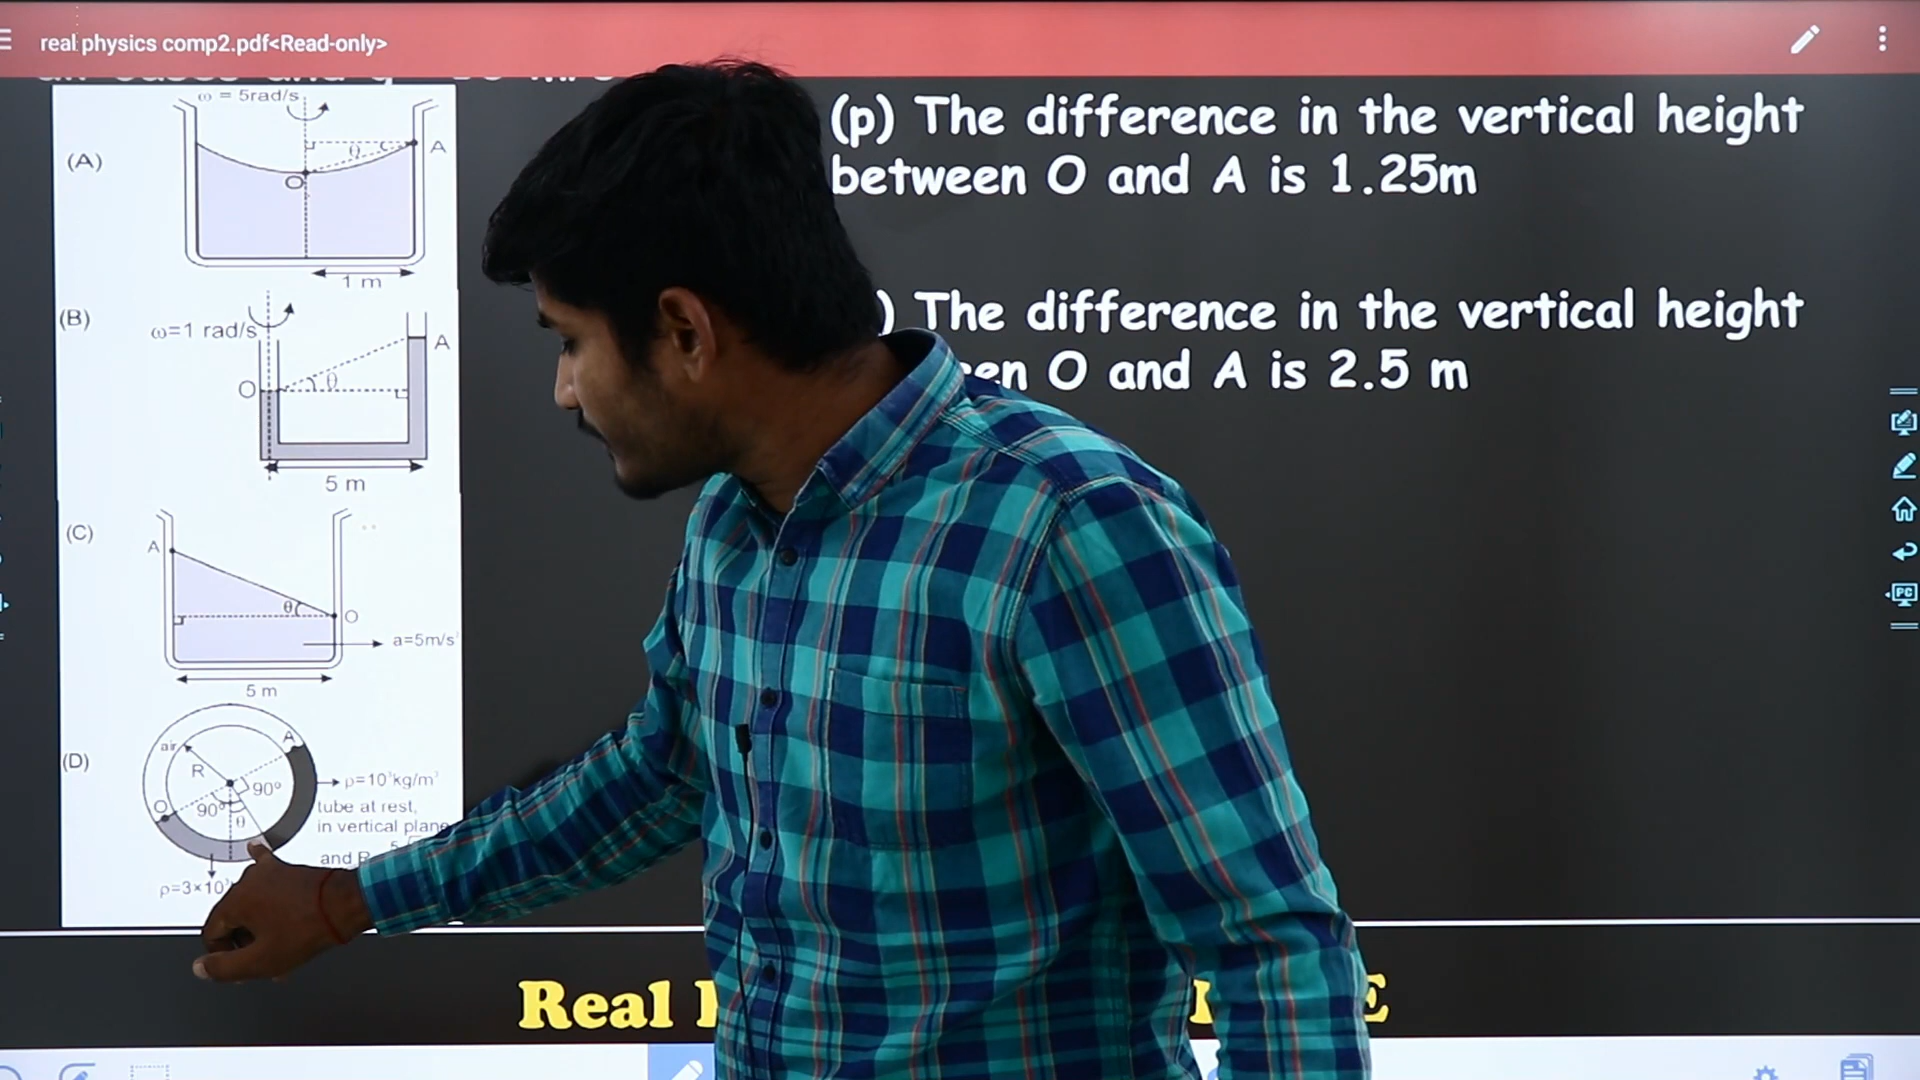 real physics comp2.pdf<Read-only>
ω = 5rad/s
(A)
θ
A
O
1 m
(B)
ω=1 rad/s
A
O
θ
5 m
(C)
A
θ
O
a=5m/s
5 m
(D)
air
A
R
90°
ρ=10³kg/m³
O
90°
θ
tube at rest,
in vertical plane
and
5
ρ=3×10
(p) The difference in the vertical height
between O and A is 1.25m
) The difference in the vertical height
O and A is 2.5 m
Real
E
PC